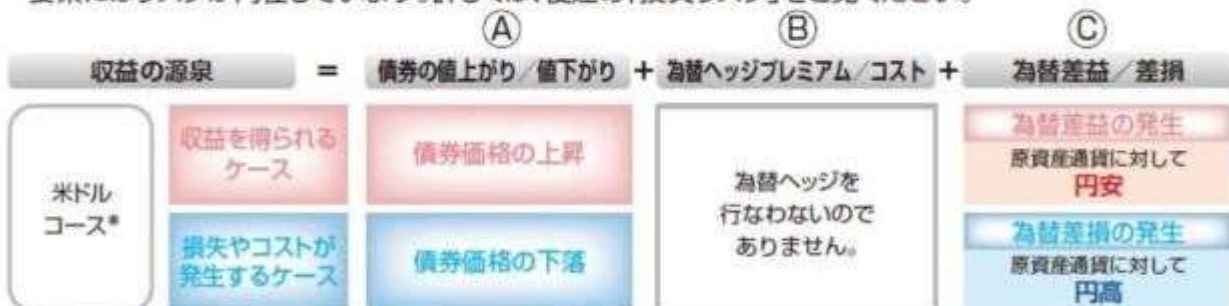 Ⓐ Ⓑ Ⓒ
収益の源泉 = 債券の値上がり/値下がり + 為替ヘッジプレミアム/コスト + 為替差益/差損
米ドル
コース*
収益を得られる
ケース
債券価格の上昇
損失やコストが
発生するケース
債券価格の下落
為替ヘッジを
行なわないので
ありません。
為替差益の発生
原資産通貨に対して
円安
為替差損の発生
原資産通貨に対して
円高